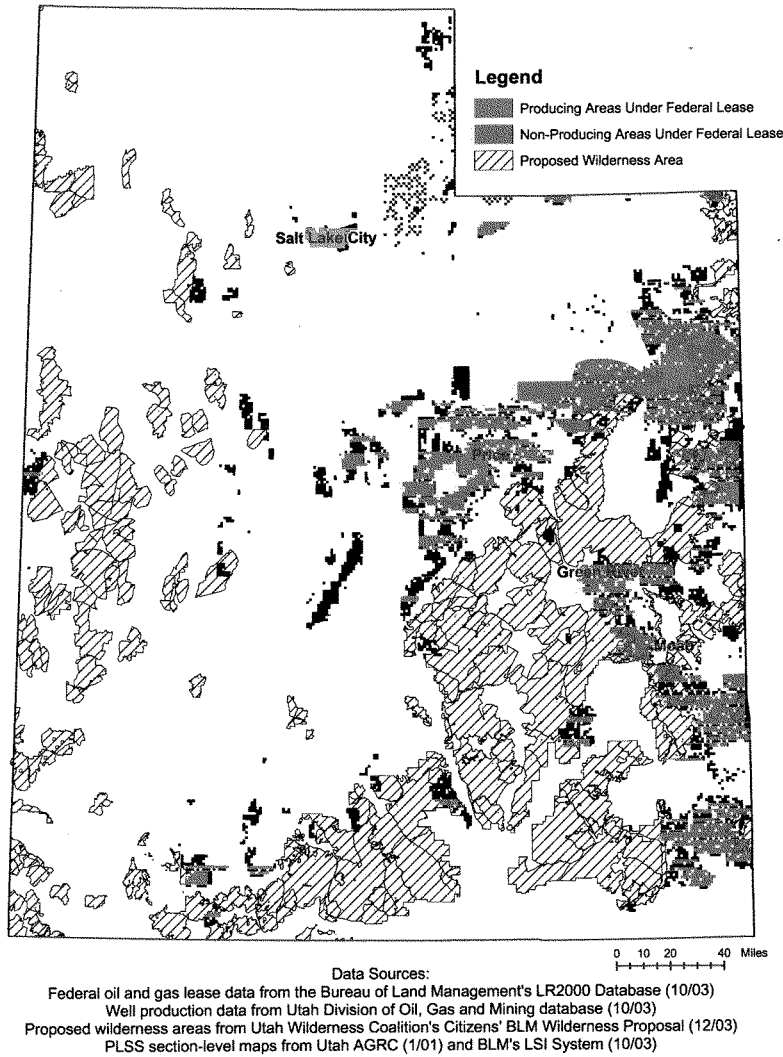 Legend
Producing Areas Under Federal Lease
Non-Producing Areas Under Federal Lease
Proposed Wilderness Area
Salt Lake City
Price
Green River
Moab
0 10 20 40 Miles
Data Sources:
Federal oil and gas lease data from the Bureau of Land Management's LR2000 Database (10/03)
Well production data from Utah Division of Oil, Gas and Mining database (10/03)
Proposed wilderness areas from Utah Wilderness Coalition's Citizens' BLM Wilderness Proposal (12/03)
PLSS section-level maps from Utah AGRC (1/01) and BLM's LSI System (10/03)